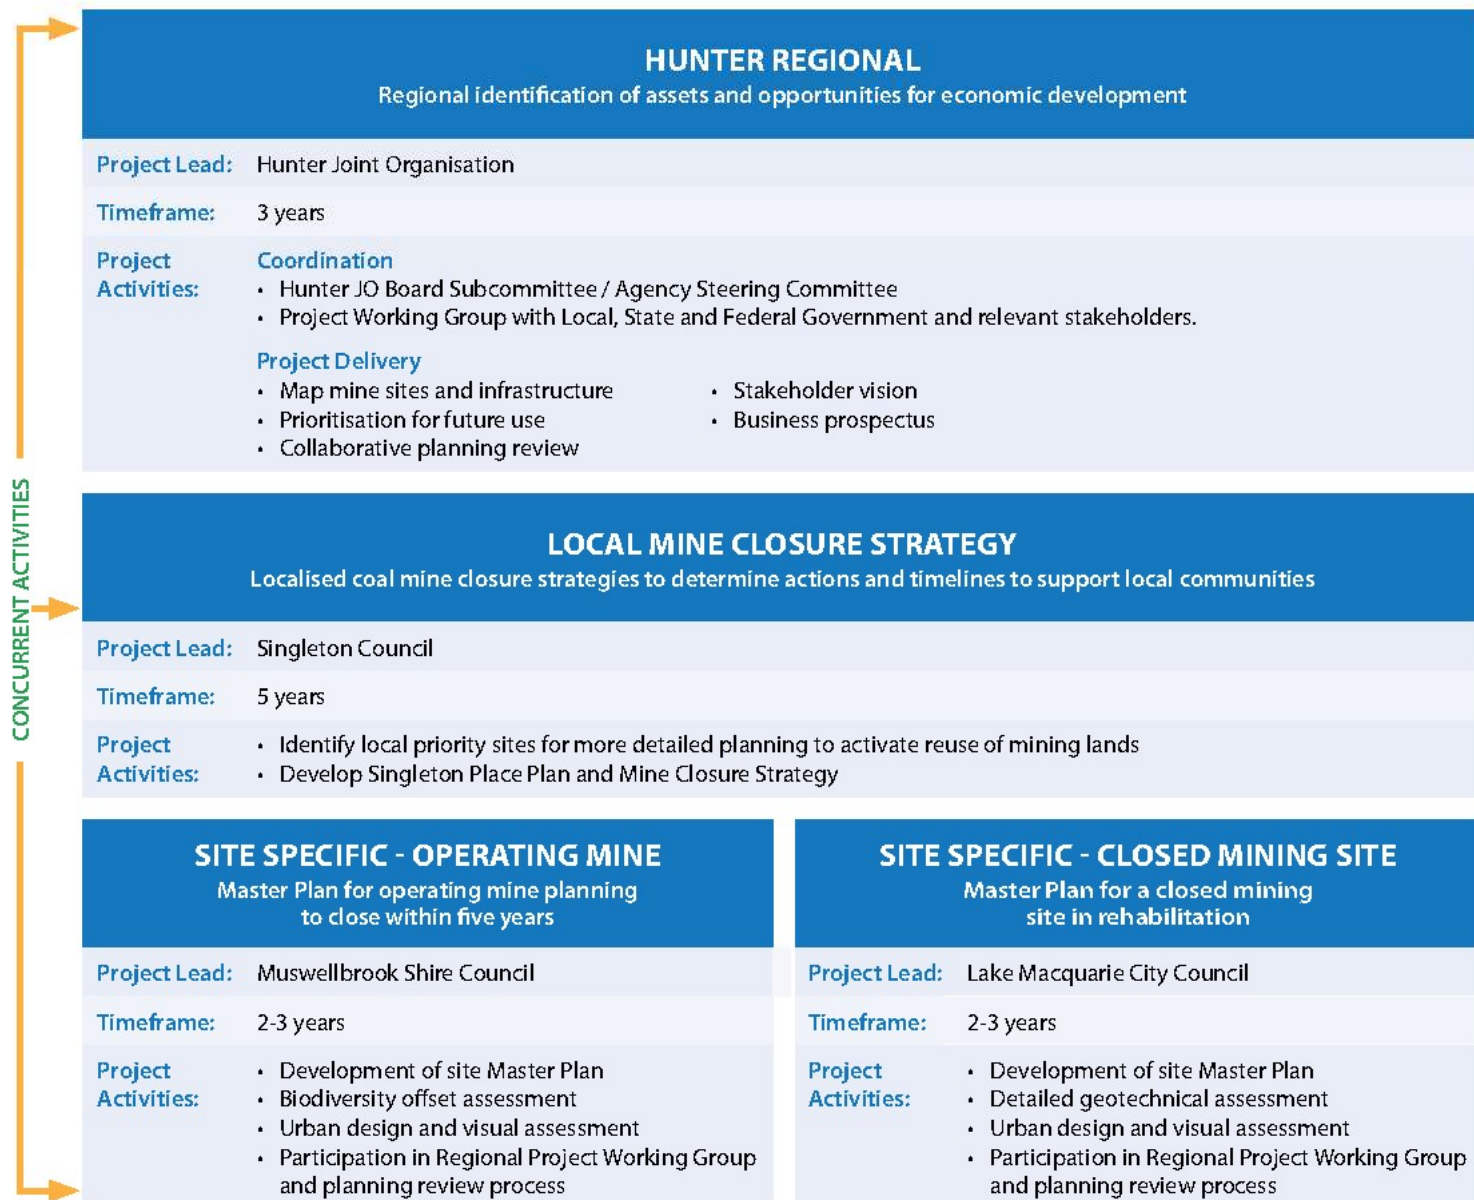 CONCURRENT ACTIVITIES
HUNTER REGIONAL
Regional identification of assets and opportunities for economic development
Project Lead: Hunter Joint Organisation
Timeframe: 3 years
Project Activities:
Coordination
• Hunter JO Board Subcommittee / Agency Steering Committee
• Project Working Group with Local, State and Federal Government and relevant stakeholders.
Project Delivery
• Map mine sites and infrastructure
• Prioritisation for future use
• Collaborative planning review
• Stakeholder vision
• Business prospectus
LOCAL MINE CLOSURE STRATEGY
Localised coal mine closure strategies to determine actions and timelines to support local communities
Project Lead: Singleton Council
Timeframe: 5 years
Project Activities:
• Identify local priority sites for more detailed planning to activate reuse of mining lands
• Develop Singleton Place Plan and Mine Closure Strategy
SITE SPECIFIC - OPERATING MINE
Master Plan for operating mine planning
to close within five years
Project Lead: Muswellbrook Shire Council
Timeframe: 2-3 years
Project Activities:
• Development of site Master Plan
• Biodiversity offset assessment
• Urban design and visual assessment
• Participation in Regional Project Working Group
and planning review process
SITE SPECIFIC - CLOSED MINING SITE
Master Plan for a closed mining
site in rehabilitation
Project Lead: Lake Macquarie City Council
Timeframe: 2-3 years
Project Activities:
• Development of site Master Plan
• Detailed geotechnical assessment
• Urban design and visual assessment
• Participation in Regional Project Working Group
and planning review process